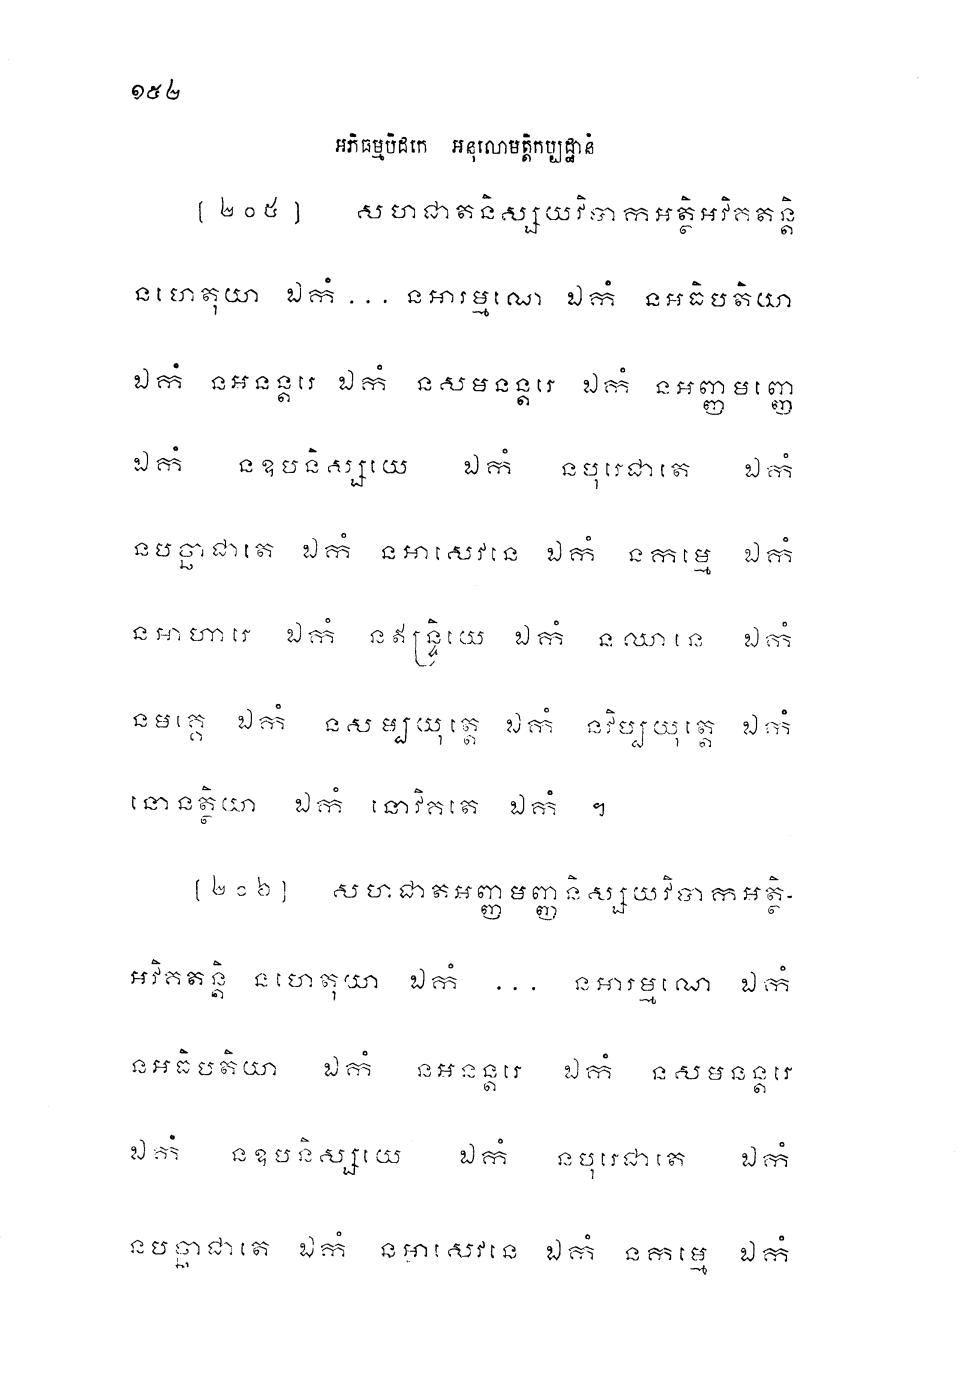 ១៥៤
អភិធម្មបិដកេ អនុលោមត្តិកប្បដ្ឋានំ
[២០៥] សហជាតនិស្សយវិបាកអត្ថិអវិគតន្តិ
នហេតុយា ឯកំ ... នអារម្មណេ ឯកំ នអធិបតិយា
ឯកំ នអនន្តរេ ឯកំ នសមនន្តរេ ឯកំ នអញ្ញមញ្ញេ
ឯកំ នឧបនិស្សយេ ឯកំ នបុរេជាតេ ឯកំ
នបច្ឆាជាតេ ឯកំ នអាសេវនេ ឯកំ នកម្មេ ឯកំ
នអាហារេ ឯកំ នឥន្ទ្រិយេ ឯកំ នឈានេ ឯកំ
នមគ្គេ ឯកំ នសម្បយុត្តេ ឯកំ នវិប្បយុត្តេ ឯកំ
នោនត្ថិយា ឯកំ នោវិគតេ ឯកំ ។
[២០៦] សហជាតអញ្ញមញ្ញនិស្សយវិបាកអត្ថិ-
អវិគតន្តិ នហេតុយា ឯកំ ... នអារម្មណេ ឯកំ
នអធិបតិយា ឯកំ នអនន្តរេ ឯកំ នសមនន្តរេ
ឯកំ នឧបនិស្សយេ ឯកំ នបុរេជាតេ ឯកំ
នបច្ឆាជាតេ ឯកំ នអាសេវនេ ឯកំ នកម្មេ ឯកំ